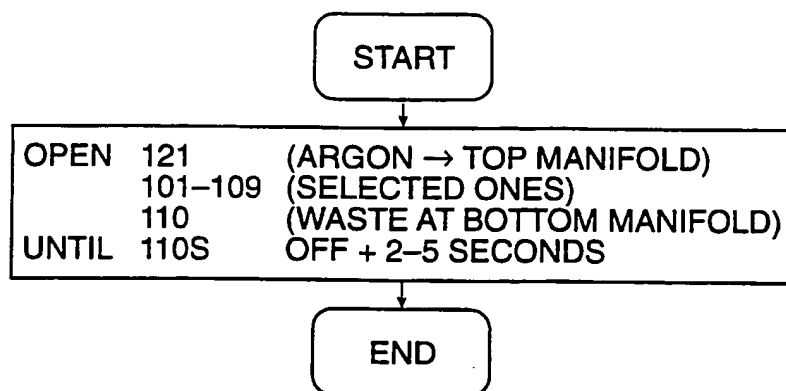 START
OPEN 121 (ARGON → TOP MANIFOLD)
101–109 (SELECTED ONES)
110 (WASTE AT BOTTOM MANIFOLD)
UNTIL 110S OFF + 2–5 SECONDS
END